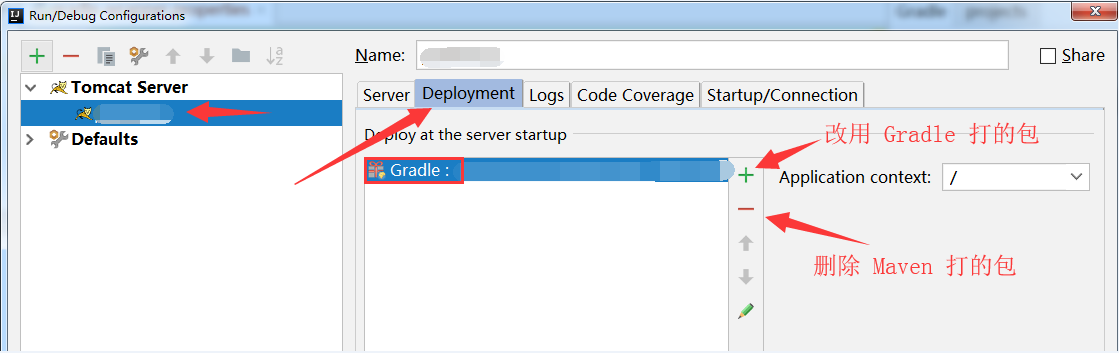 Run/Debug Configurations
Name:
Share
Tomcat Server
Defaults
Server
Deployment
Logs
Code Coverage
Startup/Connection
Deploy at the server startup
改用 Gradle 打的包
Gradle :
Application context:
/
删除 Maven 打的包